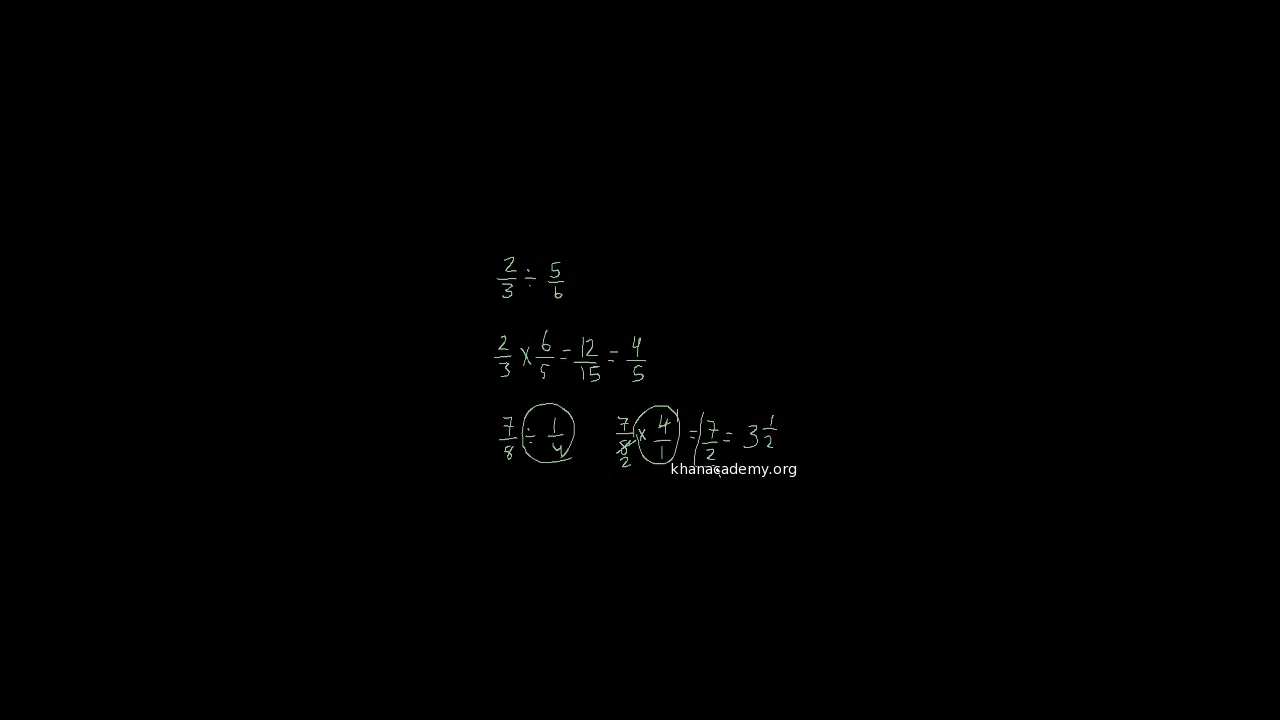 2/3 ÷ 5/6
2/3 x 6/5 = 12/15 = 4/5
7/8 ÷ 1/4 7/8 2 x 4/1 = 7/2 = 3 1/2
khanacademy.org